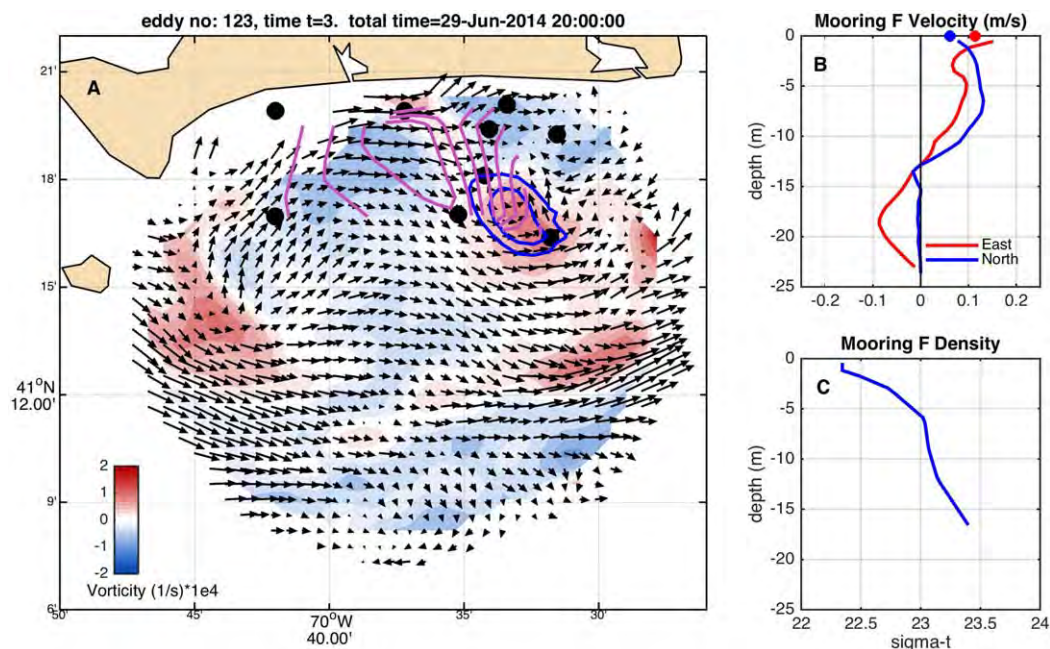 eddy no: 123, time t=3. total time=29-Jun-2014 20:00:00
A
21'
18'
15'
41°N
12.00'
9'
6'
50'
45'
70°W
40.00'
35'
30'
2
1
0
-1
-2
Vorticity (1/s)*1e4
Mooring F Velocity (m/s)
B
0
-5
-10
-15
-20
-25
depth (m)
-0.2
-0.1
0
0.1
0.2
East
North
Mooring F Density
C
0
-5
-10
-15
-20
-25
depth (m)
22
22.5
23
23.5
24
sigma-t